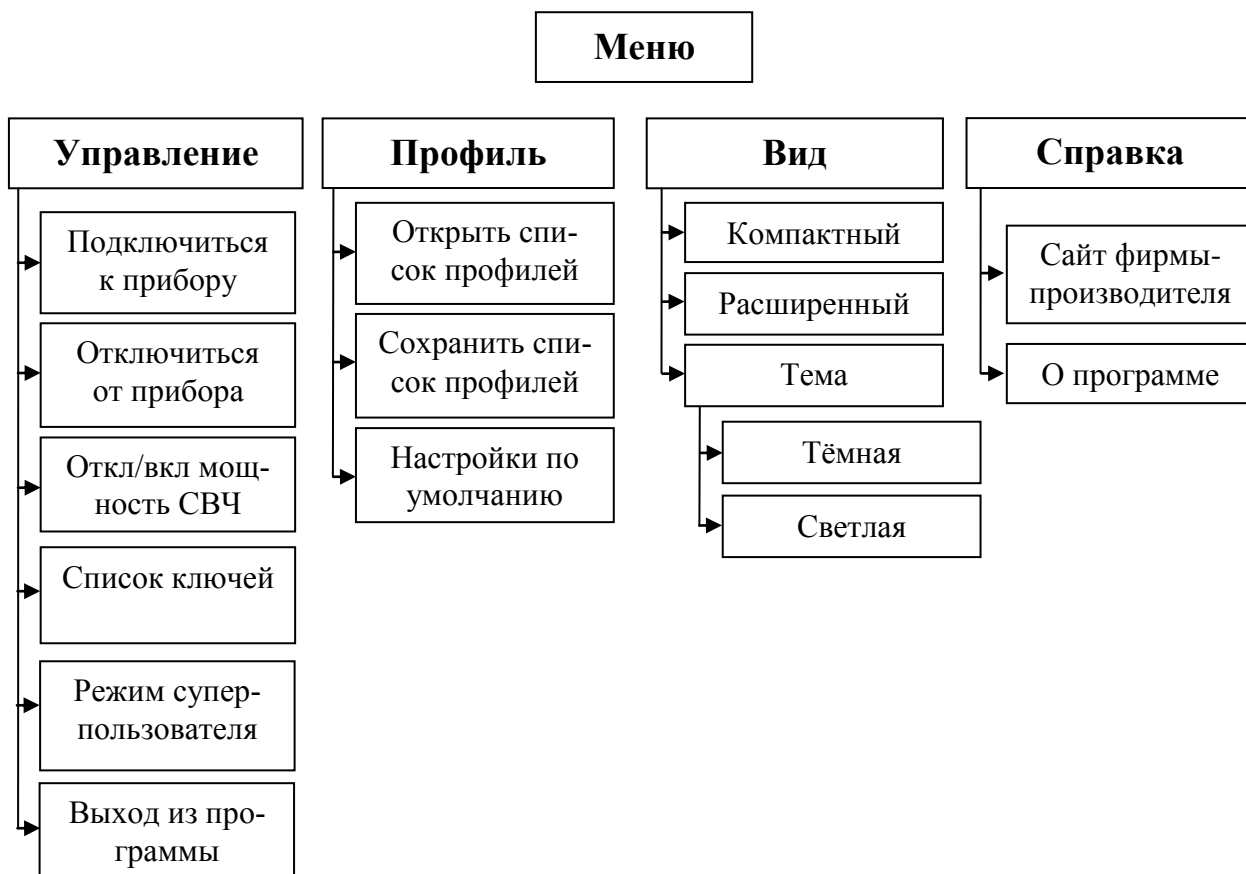 Меню
Управление
Подключиться
к прибору
Отключиться
от прибора
Откл/вкл мощ-
ность СВЧ
Список ключей
Режим супер-
пользователя
Выход из про-
граммы
Профиль
Открыть спи-
сок профилей
Сохранить спи-
сок профилей
Настройки по
умолчанию
Вид
Компактный
Расширенный
Тема
Тёмная
Светлая
Справка
Сайт фирмы-
производителя
О программе